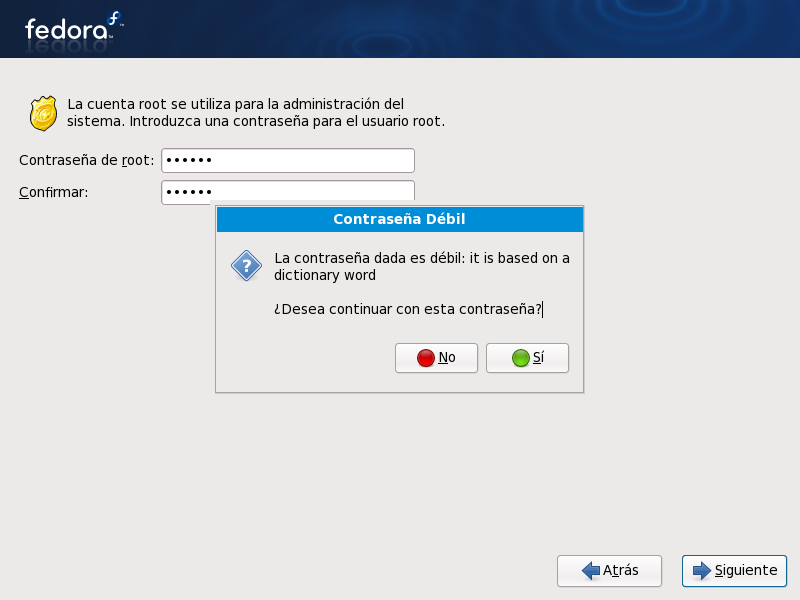 fedora
La cuenta root se utiliza para la administración del
sistema. Introduzca una contraseña para el usuario root.
Contraseña de root: ••••••
Confirmar: ••••••
Contraseña Débil
La contraseña dada es débil: it is based on a
dictionary word
¿Desea continuar con esta contraseña?
No Sí
Atrás Siguiente